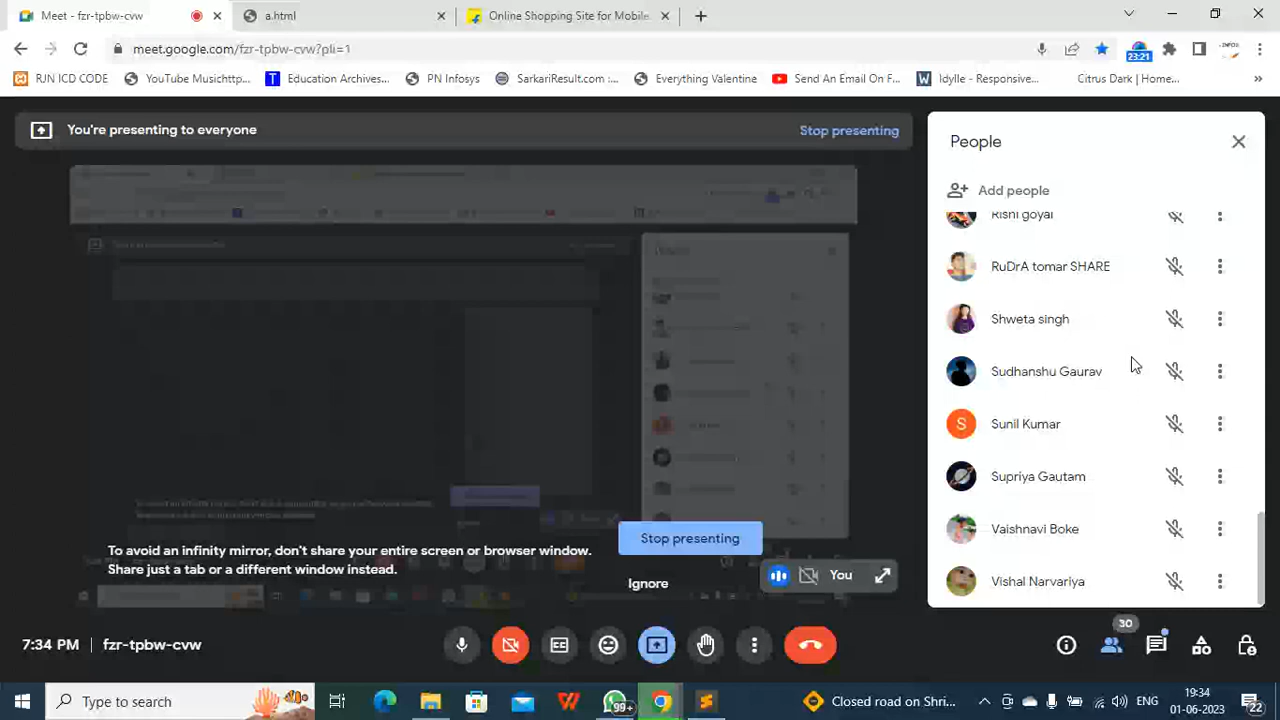 Meet - fzr-tpbw-cvw
a.html
Online Shopping Site for Mobile
meet.google.com/fzr-tpbw-cvw?pli=1
23:21
RJN ICD CODE
YouTube Musichttp...
Education Archives...
PN Infosys
SarkariResult.com :...
Everything Valentine
Send An Email On F...
Idylle - Responsive...
Citrus Dark | Home...
You're presenting to everyone
Stop presenting
People
Add people
Rishi goyal
RuDrA tomar SHARE
Shweta singh
Sudhanshu Gaurav
S
Sunil Kumar
Supriya Gautam
Vaishnavi Boke
Vishal Narvariya
To avoid an infinity mirror, don't share your entire screen or browser window.
Share just a tab or a different window instead.
Stop presenting
Ignore
You
7:34 PM | fzr-tpbw-cvw
30
Type to search
99+
Closed road on Shri...
ENG
19:34
01-06-2023
22